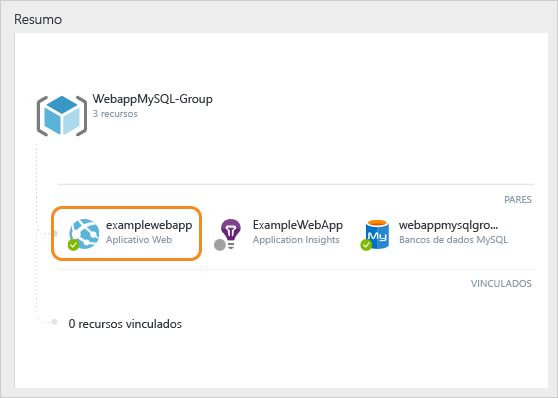 Resumo
WebappMySQL-Group
3 recursos
PARES
examplewebapp
Aplicativo Web
ExampleWebApp
Application Insights
webappmysqlgro...
Bancos de dados MySQL
My
VINCULADOS
0 recursos vinculados